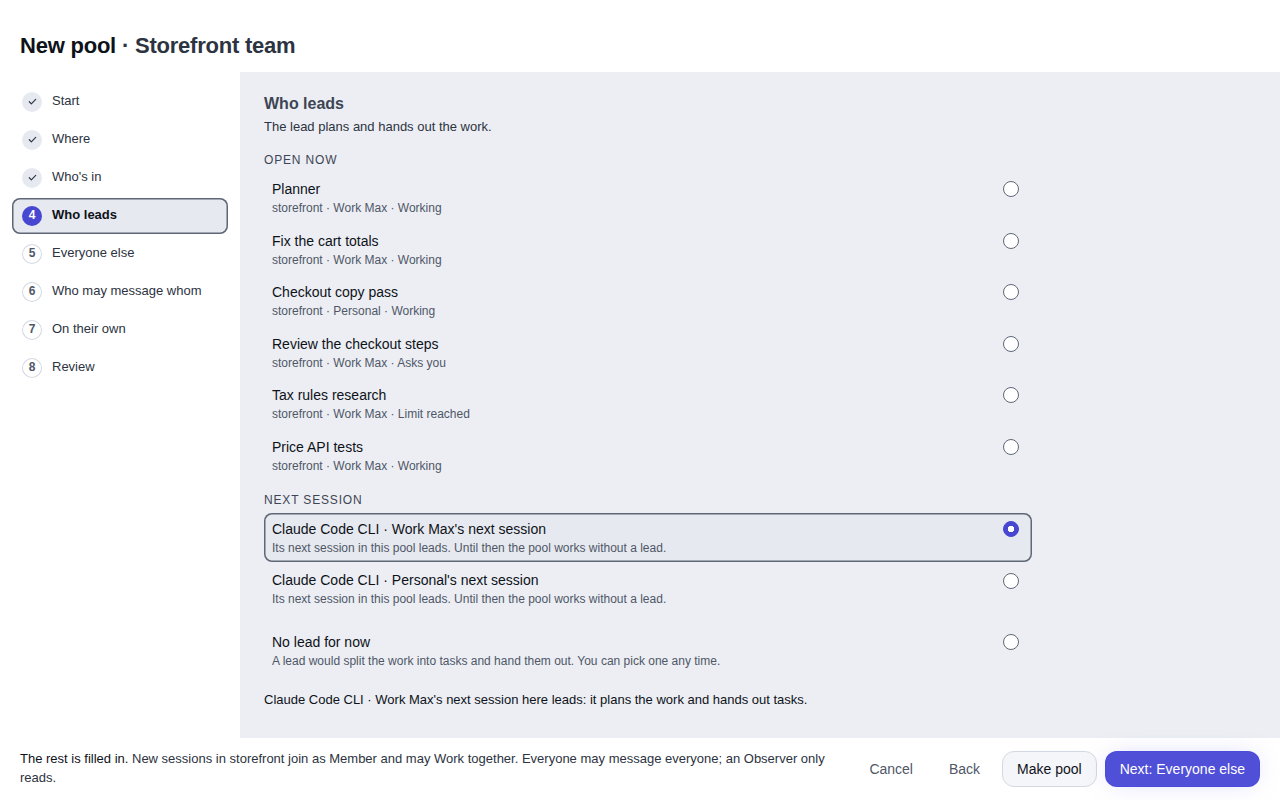 New pool · Storefront team
Start
Where
Who's in
4 Who leads
5 Everyone else
6 Who may message whom
7 On their own
8 Review
Who leads
The lead plans and hands out the work.
OPEN NOW
Planner
storefront · Work Max · Working
Fix the cart totals
storefront · Work Max · Working
Checkout copy pass
storefront · Personal · Working
Review the checkout steps
storefront · Work Max · Asks you
Tax rules research
storefront · Work Max · Limit reached
Price API tests
storefront · Work Max · Working
NEXT SESSION
Claude Code CLI · Work Max's next session
Its next session in this pool leads. Until then the pool works without a lead.
Claude Code CLI · Personal's next session
Its next session in this pool leads. Until then the pool works without a lead.
No lead for now
A lead would split the work into tasks and hand them out. You can pick one any time.
Claude Code CLI · Work Max's next session here leads: it plans the work and hands out tasks.
The rest is filled in. New sessions in storefront join as Member and may Work together. Everyone may message everyone; an Observer only
reads.
Cancel Back Make pool Next: Everyone else